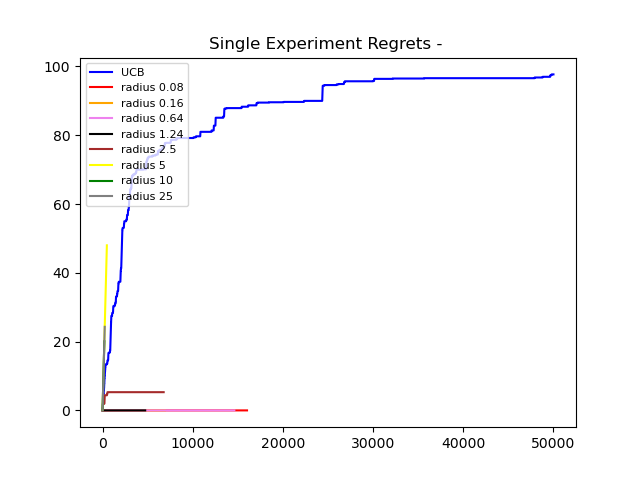 Single Experiment Regrets -
100
80
60
40
20
0
UCB
radius 0.08
radius 0.16
radius 0.64
radius 1.24
radius 2.5
radius 5
radius 10
radius 25
0 10000 20000 30000 40000 50000